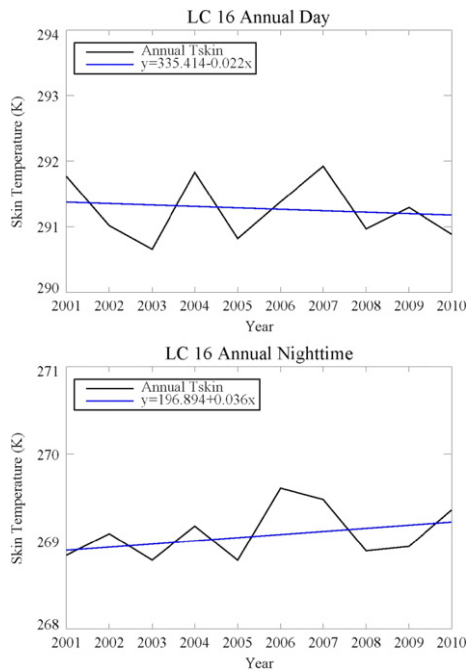 LC 16 Annual Day
294
Annual Tskin
y=335.414-0.022x
293
292
291
290
Skin Temperature (K)
2001 2002 2003 2004 2005 2006 2007 2008 2009 2010
Year
LC 16 Annual Nighttime
271
Annual Tskin
y=196.894+0.036x
270
269
268
Skin Temperature (K)
2001 2002 2003 2004 2005 2006 2007 2008 2009 2010
Year